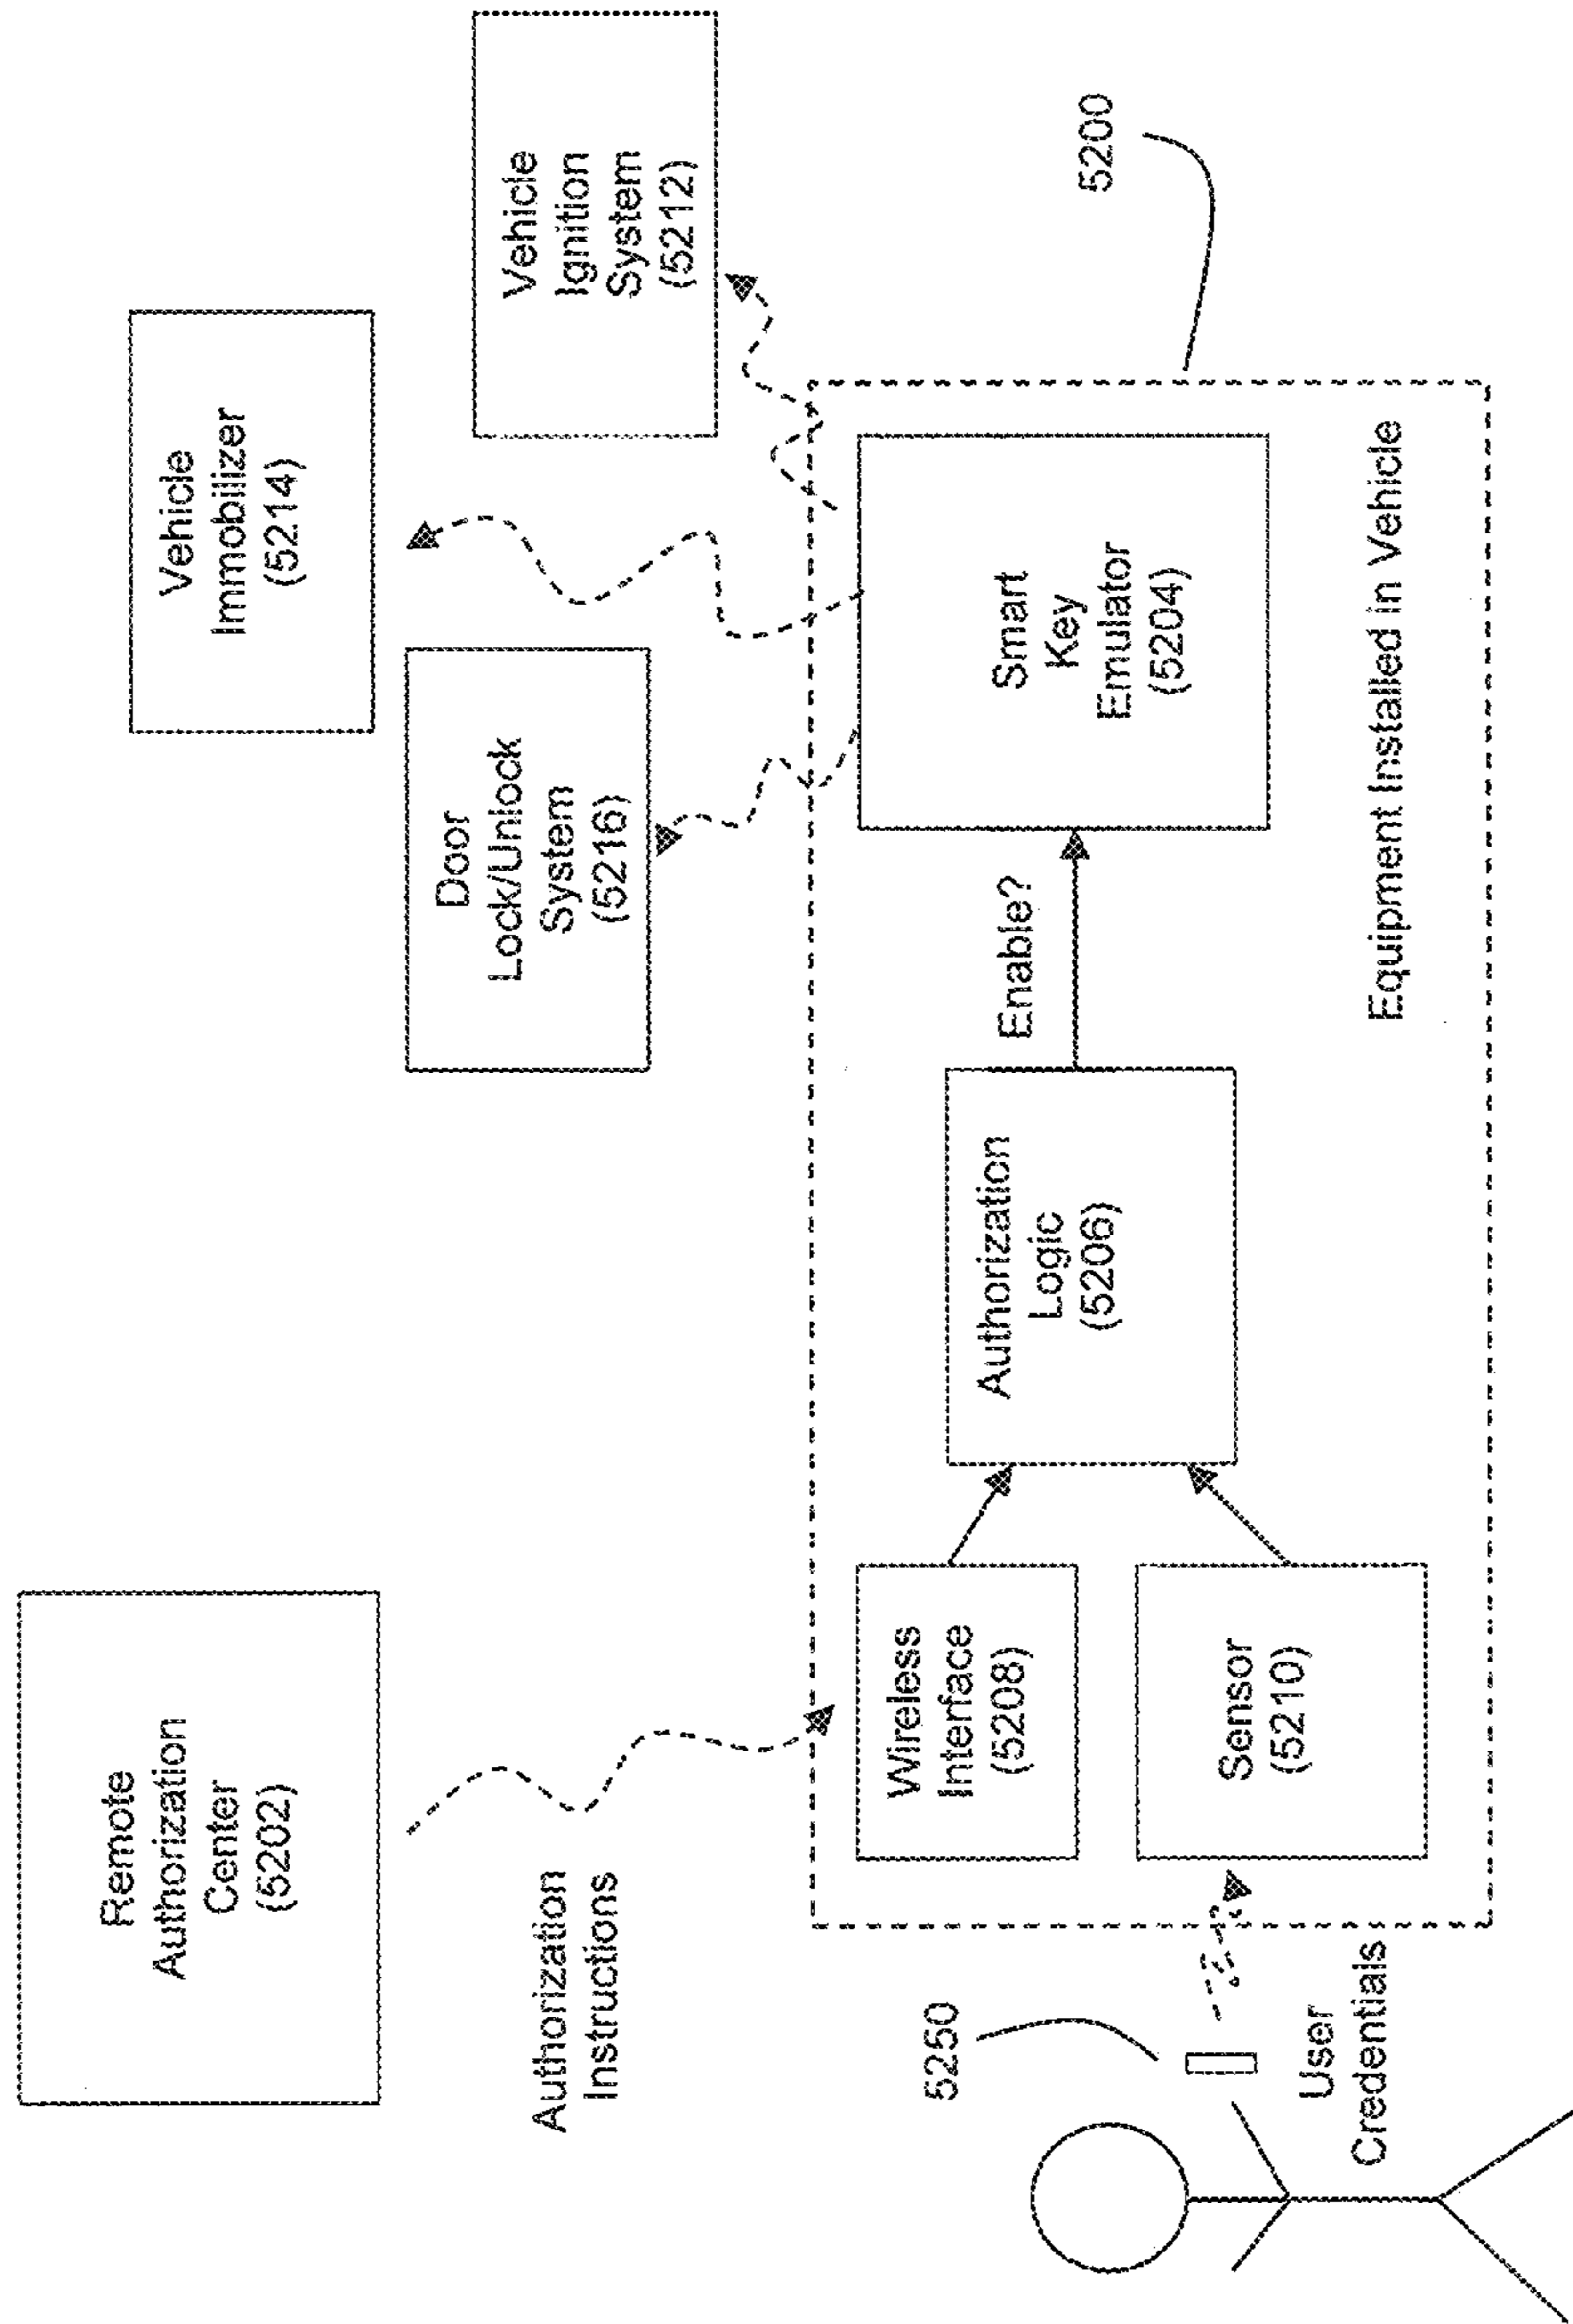 Remote
Authorization
Center
(5202)
Authorization
Instructions
Vehicle
Immobilizer
(5214)
Door
Lock/Unlock
System
(5216)
Vehicle
Ignition
System
(5212)
5200
Wireless
Interface
(5208)
Sensor
(5210)
Authorization
Logic
(5206)
Enable?
Smart
Key
Emulator
(5204)
Equipment Installed in Vehicle
5250
User
Credentials